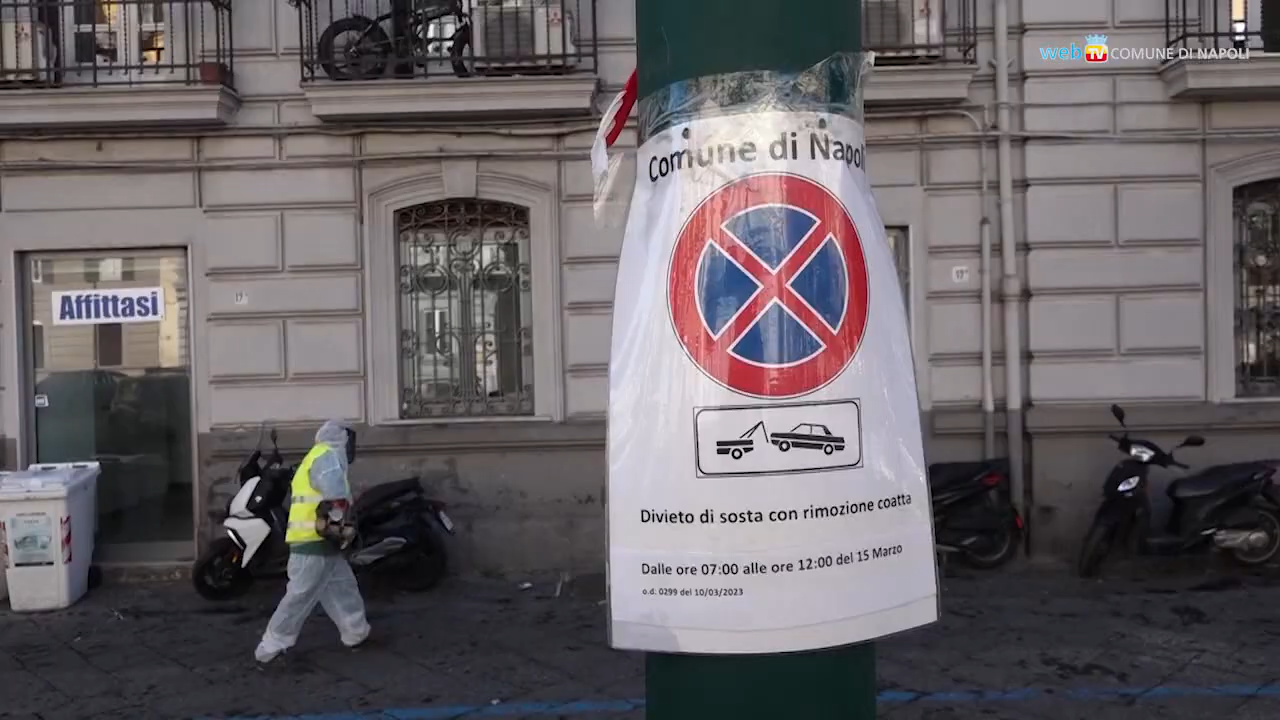 web TV COMUNE DI NAPOLI
Comune di Napoli
Affittasi
Divieto di sosta con rimozione coatta
Dalle ore 07:00 alle ore 12:00 del 15 Marzo
o.d. 0299 del 10/03/2023